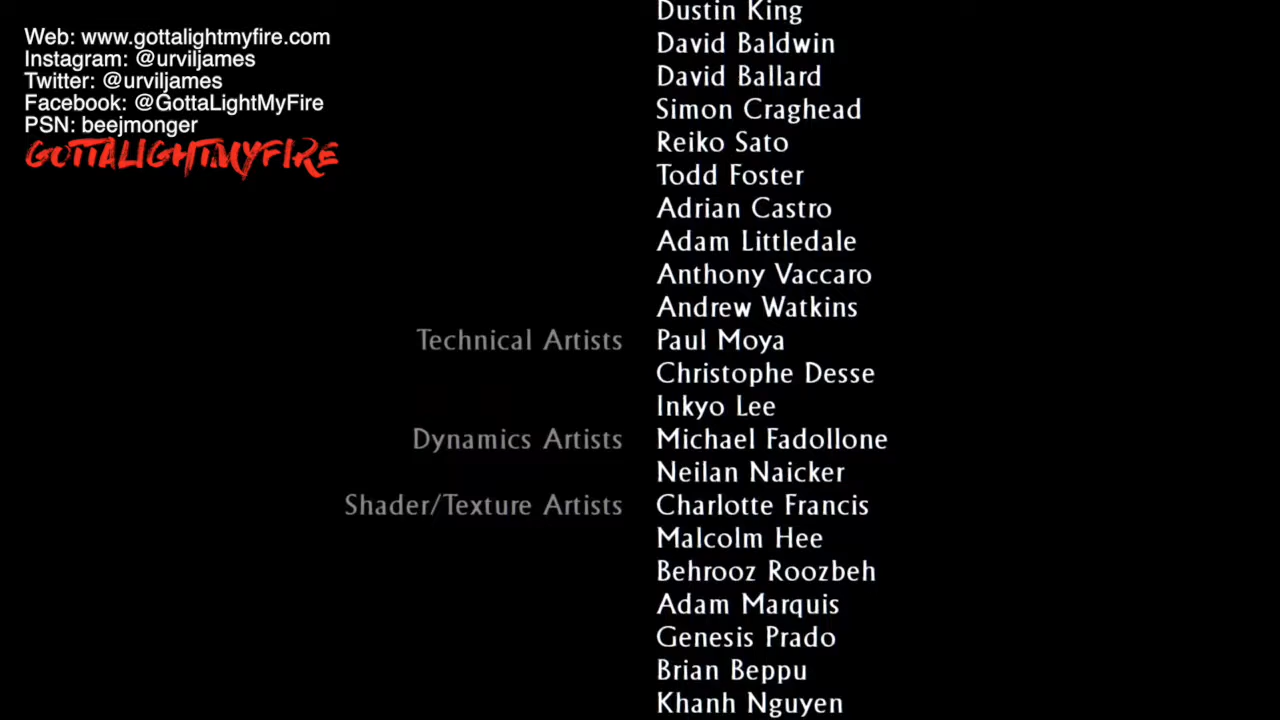 Web: www.gottalightmyfire.com
Instagram: @urviljames
Twitter: @urviljames
Facebook: @GottaLightMyFire
PSN: beejmonger
GOTTALIGHTMYFIRE
Dustin King
David Baldwin
David Ballard
Simon Craghead
Reiko Sato
Todd Foster
Adrian Castro
Adam Littledale
Anthony Vaccaro
Andrew Watkins
Technical Artists Paul Moya
Christophe Desse
Inkyo Lee
Dynamics Artists Michael Fadollone
Neilan Naicker
Shader/Texture Artists Charlotte Francis
Malcolm Hee
Behrooz Roozbeh
Adam Marquis
Genesis Prado
Brian Beppu
Khanh Nguyen